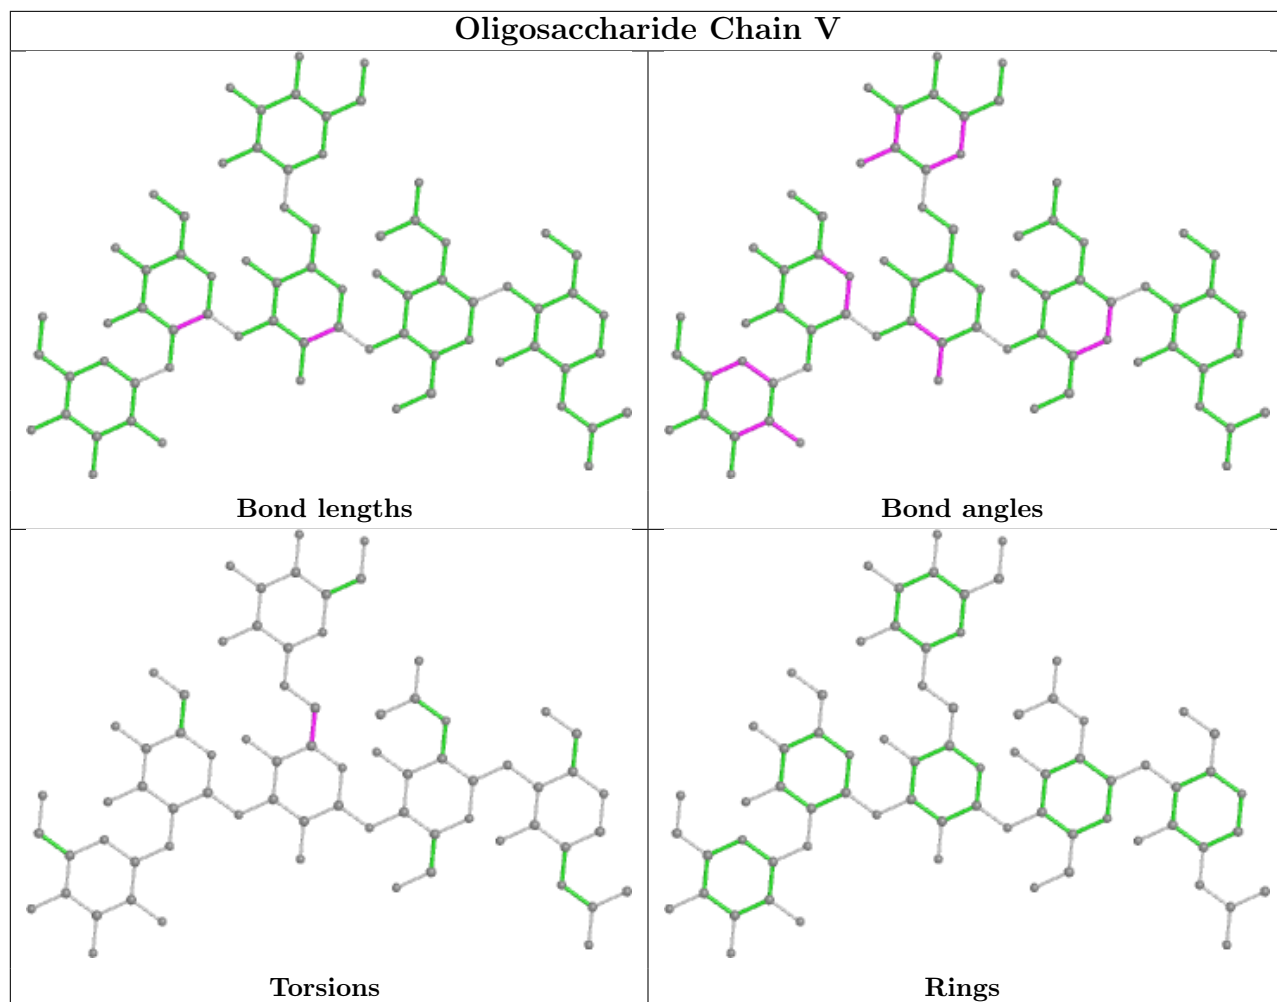 Oligosaccharide Chain V
Bond lengths
Bond angles
Torsions
Rings